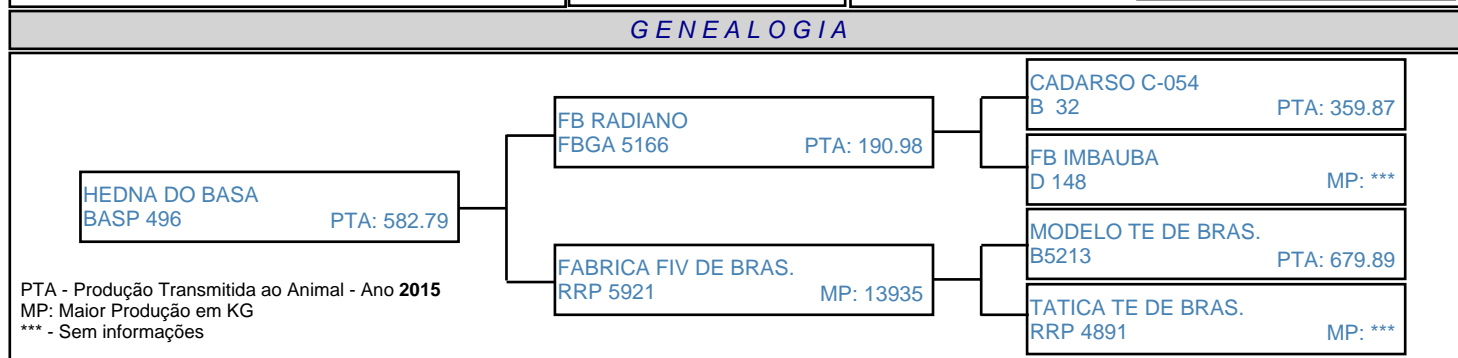 GENEALOGIA
HEDNA DO BASA
BASP 496 PTA: 582.79
FB RADIANO
FBGA 5166 PTA: 190.98
FABRICA FIV DE BRAS.
RRP 5921 MP: 13935
CADARSO C-054
B 32 PTA: 359.87
FB IMBAUBA
D 148 MP: ***
MODELO TE DE BRAS.
B5213 PTA: 679.89
TATICA TE DE BRAS.
RRP 4891 MP: ***
PTA - Produção Transmitida ao Animal - Ano 2015
MP: Maior Produção em KG
*** - Sem informações